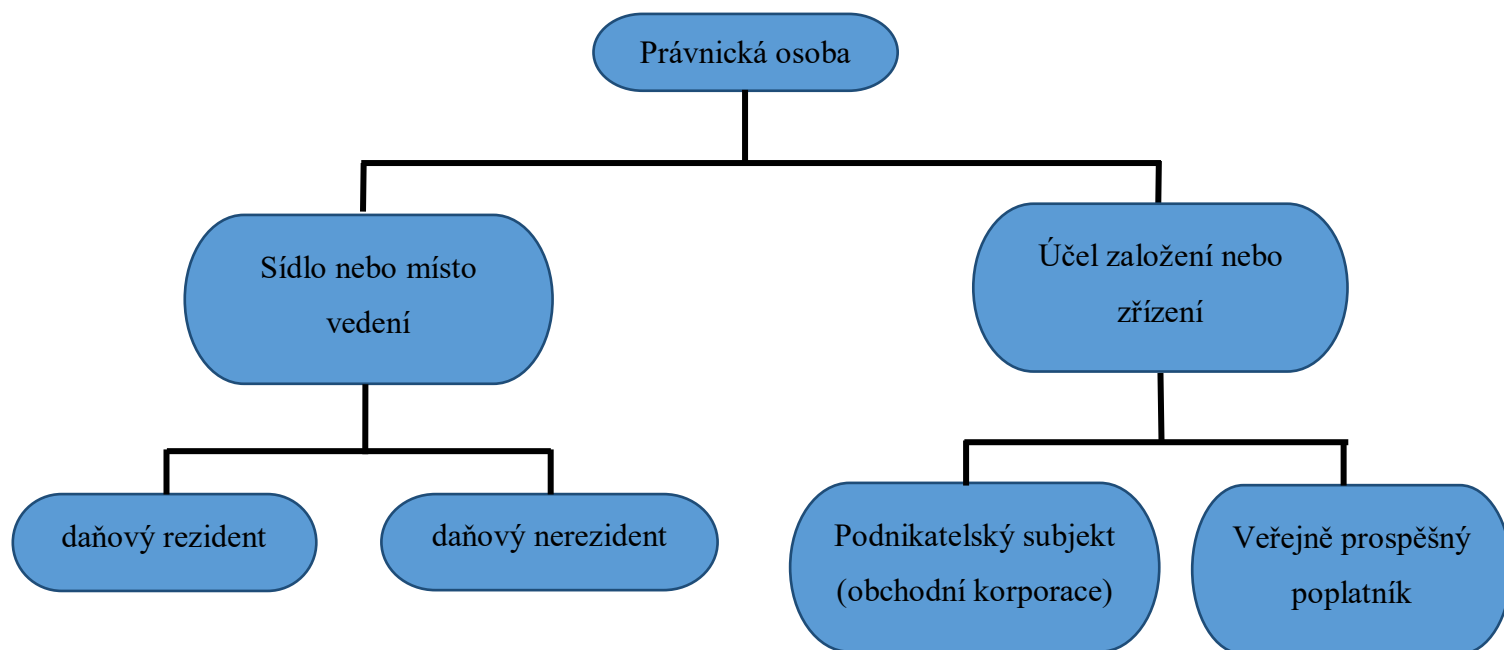 Právnická osoba
Sídlo nebo místo
vedení
Účel založení nebo
zřízení
daňový rezident
daňový nerezident
Podnikatelský subjekt
(obchodní korporace)
Veřejně prospěšný
poplatník